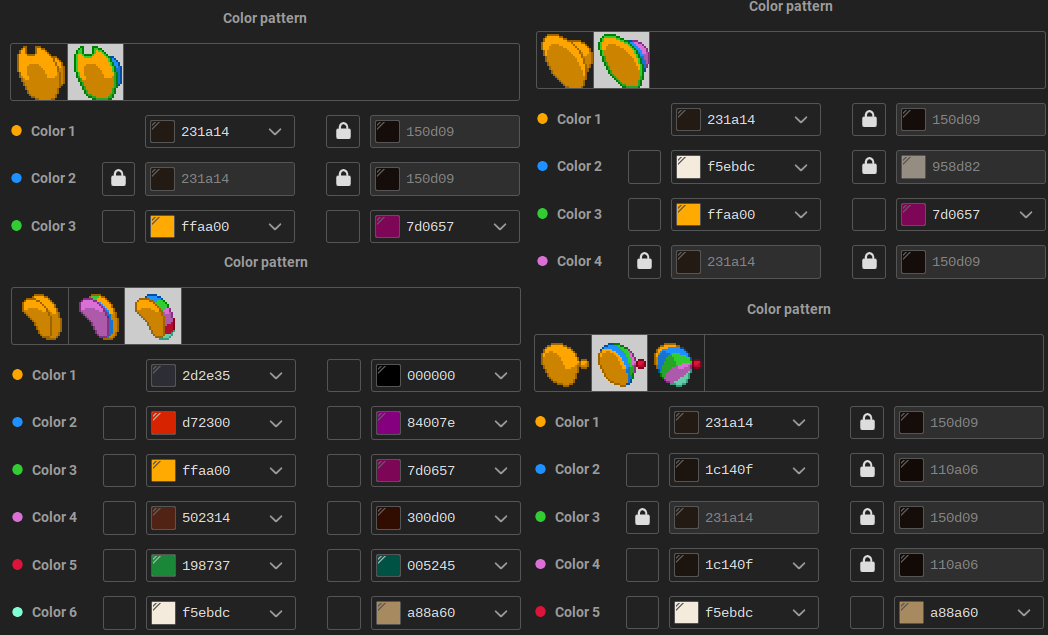 Color pattern
Color 1 231a14 150d09
Color 2 231a14 150d09
Color 3 ffaa00 7d0657
Color pattern
Color 1 2d2e35 000000
Color 2 d72300 84007e
Color 3 ffaa00 7d0657
Color 4 502314 300d00
Color 5 198737 005245
Color 6 f5ebdc a88a60
Color pattern
Color 1 231a14 150d09
Color 2 f5ebdc 958d82
Color 3 ffaa00 7d0657
Color 4 231a14 150d09
Color pattern
Color 1 231a14 150d09
Color 2 1c140f 110a06
Color 3 231a14 150d09
Color 4 1c140f 110a06
Color 5 f5ebdc a88a60